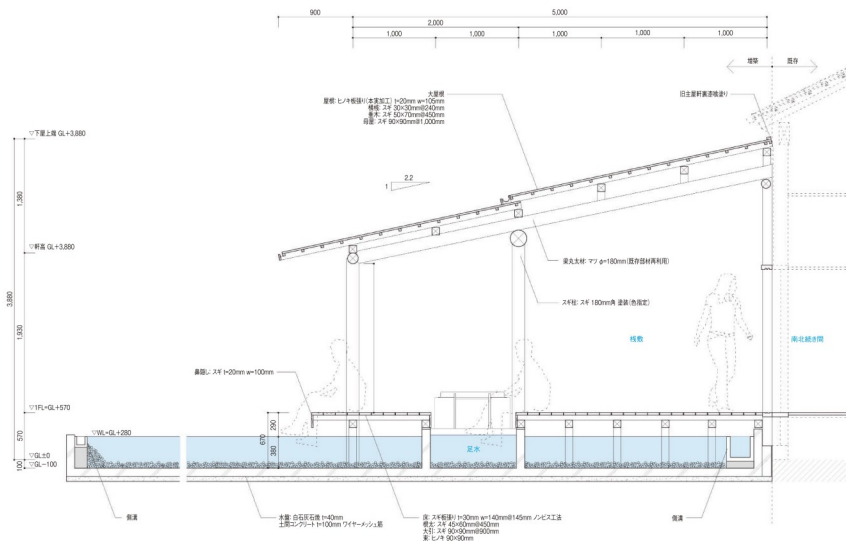 900
5,000
2,000
1,000
1,000
1,000
1,000
1,000
増築
既存
大屋根
屋根: ヒノキ板張り(本実加工) t=20mm w=105mm
横桟: スギ 30×30mm@240mm
垂木: スギ 50×70mm@450mm
母屋: スギ 90×90mm@1,000mm
旧主屋軒裏漆喰塗り
▽下屋上端 GL+3,880
2.2
1
1,380
▽軒高 GL+3,880
3,880
梁丸太材: マツ φ=180mm(既存部材再利用)
スギ柱: スギ 180mm角 塗装(色指定)
1,930
桟敷
南北続き間
鼻隠し: スギ t=20mm w=100mm
▽1FL=GL+570
▽WL=GL+280
290
670
380
570
足水
▽GL±0
100
▽GL−100
側溝
水盤: 白石灰石積 t=40mm
土間コンクリート t=100mm ワイヤーメッシュ筋
床: スギ板張り t=30mm w=140mm@145mm ノンビス工法
根太: スギ 45×60mm@450mm
大引: スギ 90×90mm@900mm
束: ヒノキ 90×90mm
側溝